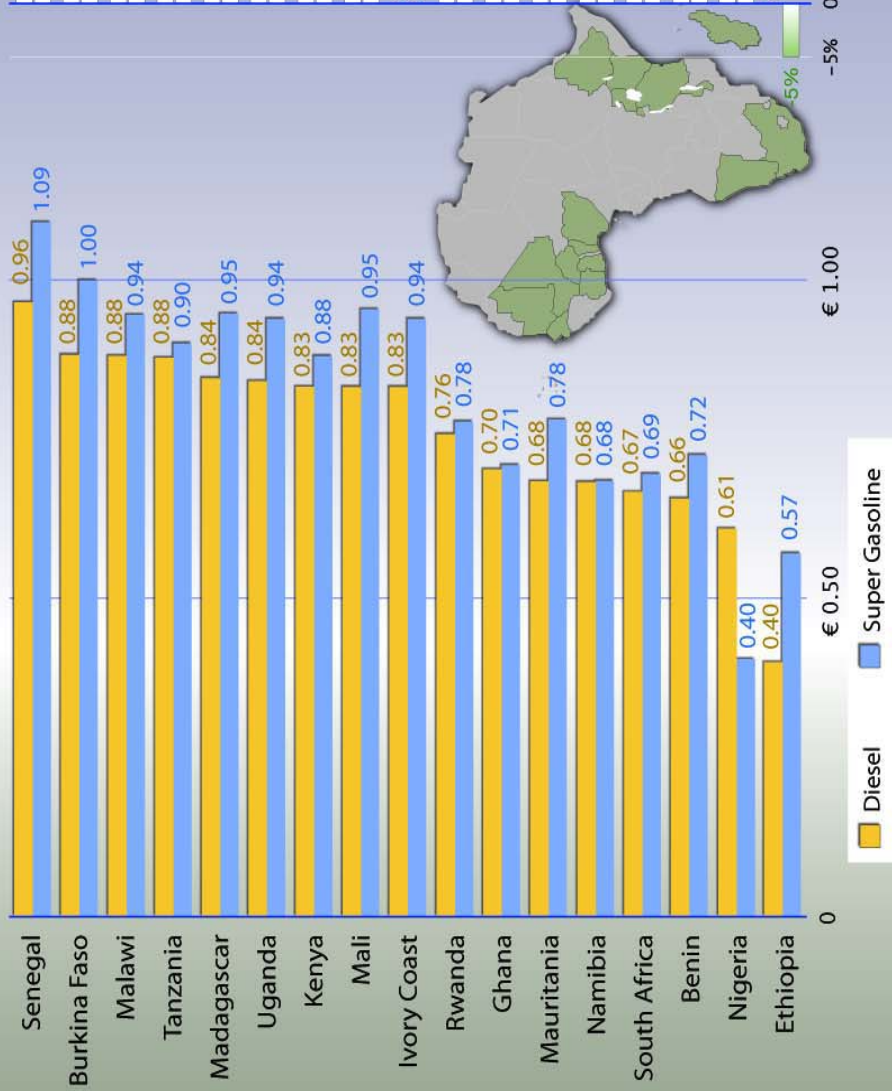 Senegal 0.96 1.09
Burkina Faso 0.88 1.00
Malawi 0.88 0.94
Tanzania 0.88 0.90
Madagascar 0.84 0.95
Uganda 0.84 0.94
Kenya 0.83 0.88
Mali 0.83 0.95
Ivory Coast 0.83 0.94
Rwanda 0.76 0.78
Ghana 0.70 0.71
Mauritania 0.68 0.78
Namibia 0.68 0.68
South Africa 0.67 0.69
Benin 0.66 0.72
Nigeria 0.61 0.40
Ethiopia 0.40 0.57
-5%
0 € 0.50 € 1.00 -5% 0
Diesel Super Gasoline